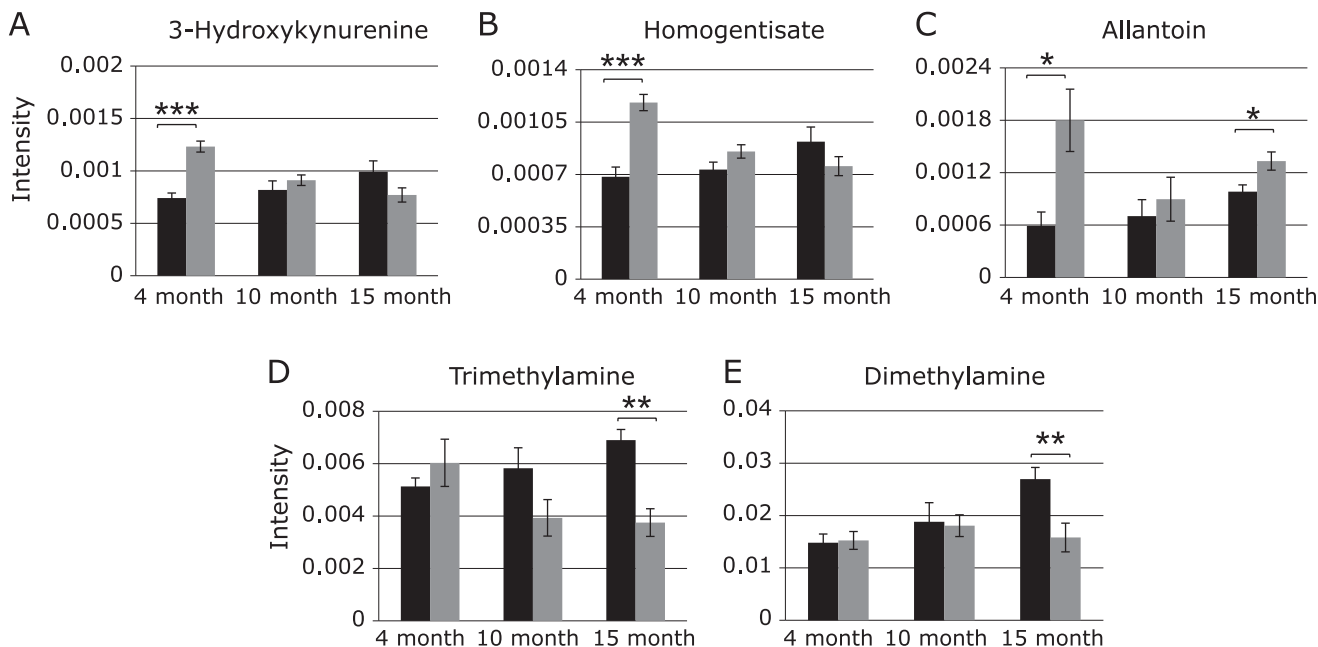 A
3-Hydroxykynurenine
0.002
0.0015
0.001
0.0005
0
Intensity
***
4 month 10 month 15 month
B
Homogentisate
0.0014
0.00105
0.0007
0.00035
0
***
4 month 10 month 15 month
C
Allantoin
0.0024
0.0018
0.0012
0.0006
0
*
*
4 month 10 month 15 month
D
Trimethylamine
0.008
0.006
0.004
0.002
0
Intensity
**
4 month 10 month 15 month
E
Dimethylamine
0.04
0.03
0.02
0.01
0
**
4 month 10 month 15 month